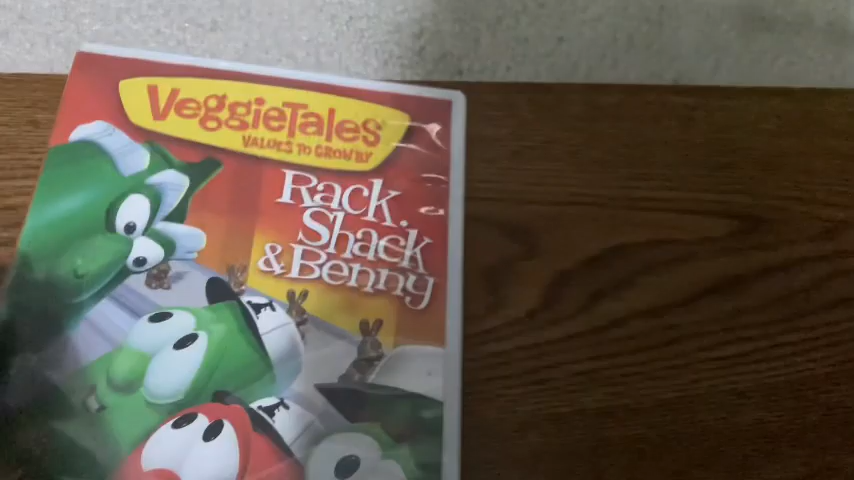 VeggieTales
VALUES TO GROW BY
Rack,
Shack
& Benny